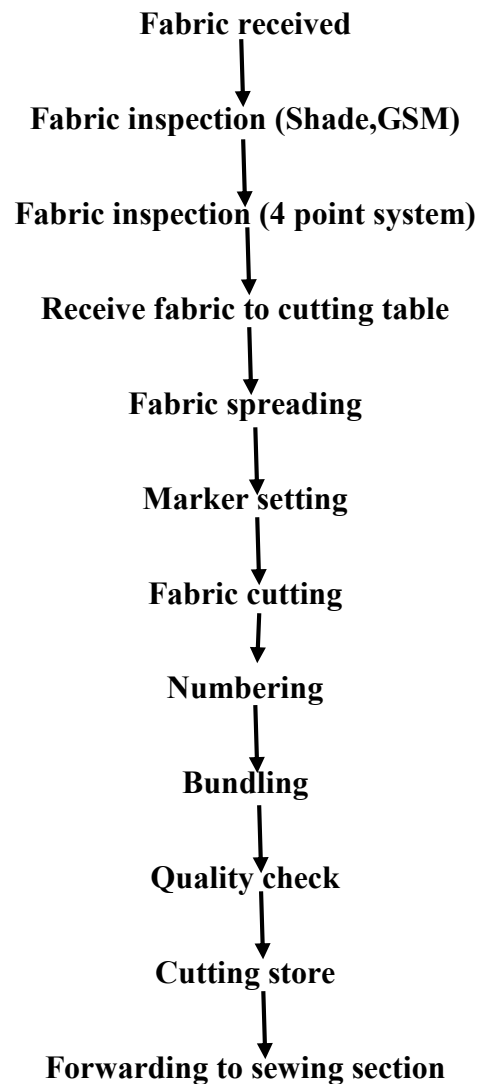 Fabric received
Fabric inspection (Shade,GSM)
Fabric inspection (4 point system)
Receive fabric to cutting table
Fabric spreading
Marker setting
Fabric cutting
Numbering
Bundling
Quality check
Cutting store
Forwarding to sewing section